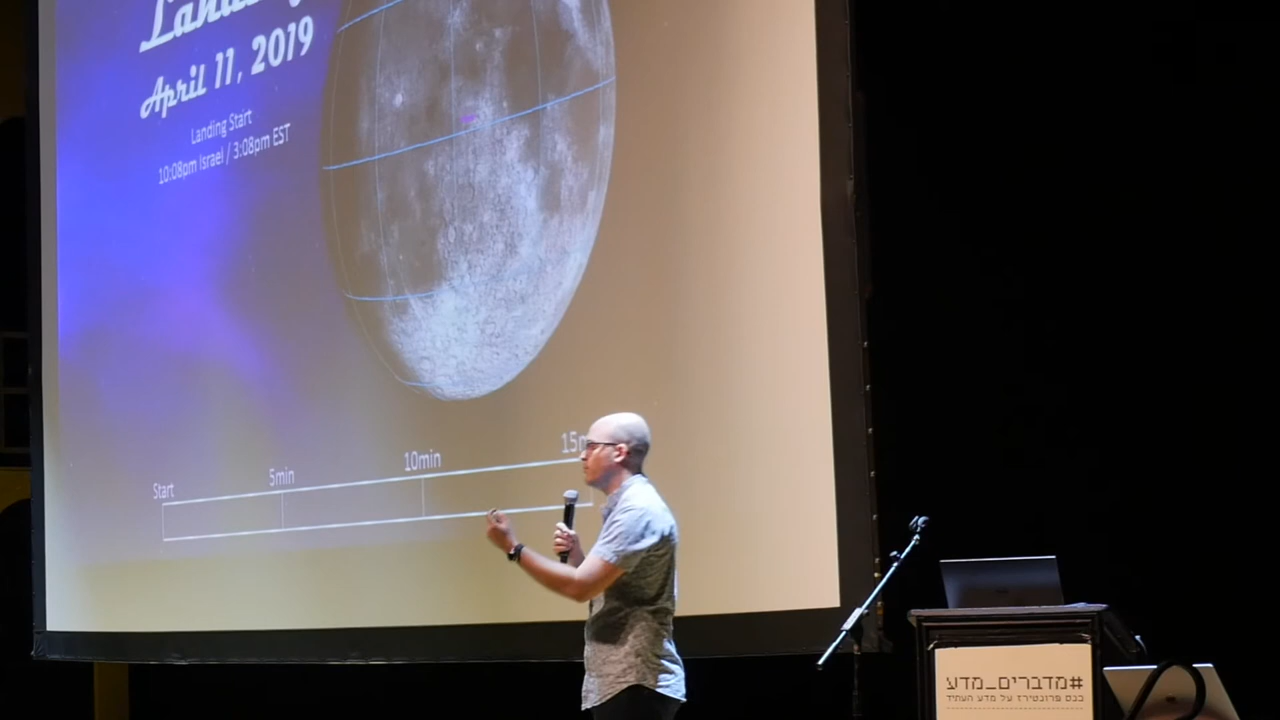 Landing
April 11, 2019
Landing Start
10:08pm Israel / 3:08pm EST
Start
5min
10min
15m
#מדברים_מדע
כנס פרונטירז על מדע העתיד